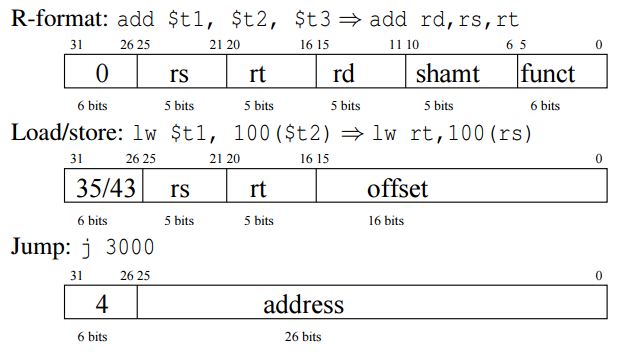 R-format: add $t1, $t2, $t3 ⇒ add rd,rs,rt
31 26 25 21 20 16 15 11 10 6 5 0
0 rs rt rd shamt funct
6 bits 5 bits 5 bits 5 bits 5 bits 6 bits
Load/store: lw $t1, 100($t2) ⇒ lw rt,100(rs)
31 26 25 21 20 16 15 0
35/43 rs rt offset
6 bits 5 bits 5 bits 16 bits
Jump: j 3000
31 26 25 0
4 address
6 bits 26 bits